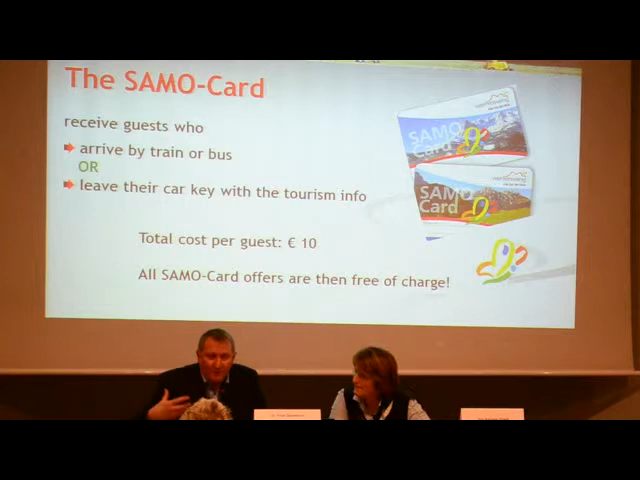 The SAMO-Card
receive guests who
arrive by train or bus
OR
leave their car key with the tourism info
Total cost per guest: € 10
All SAMO-Card offers are then free of charge!
SAMO
Card
SAMO
Card